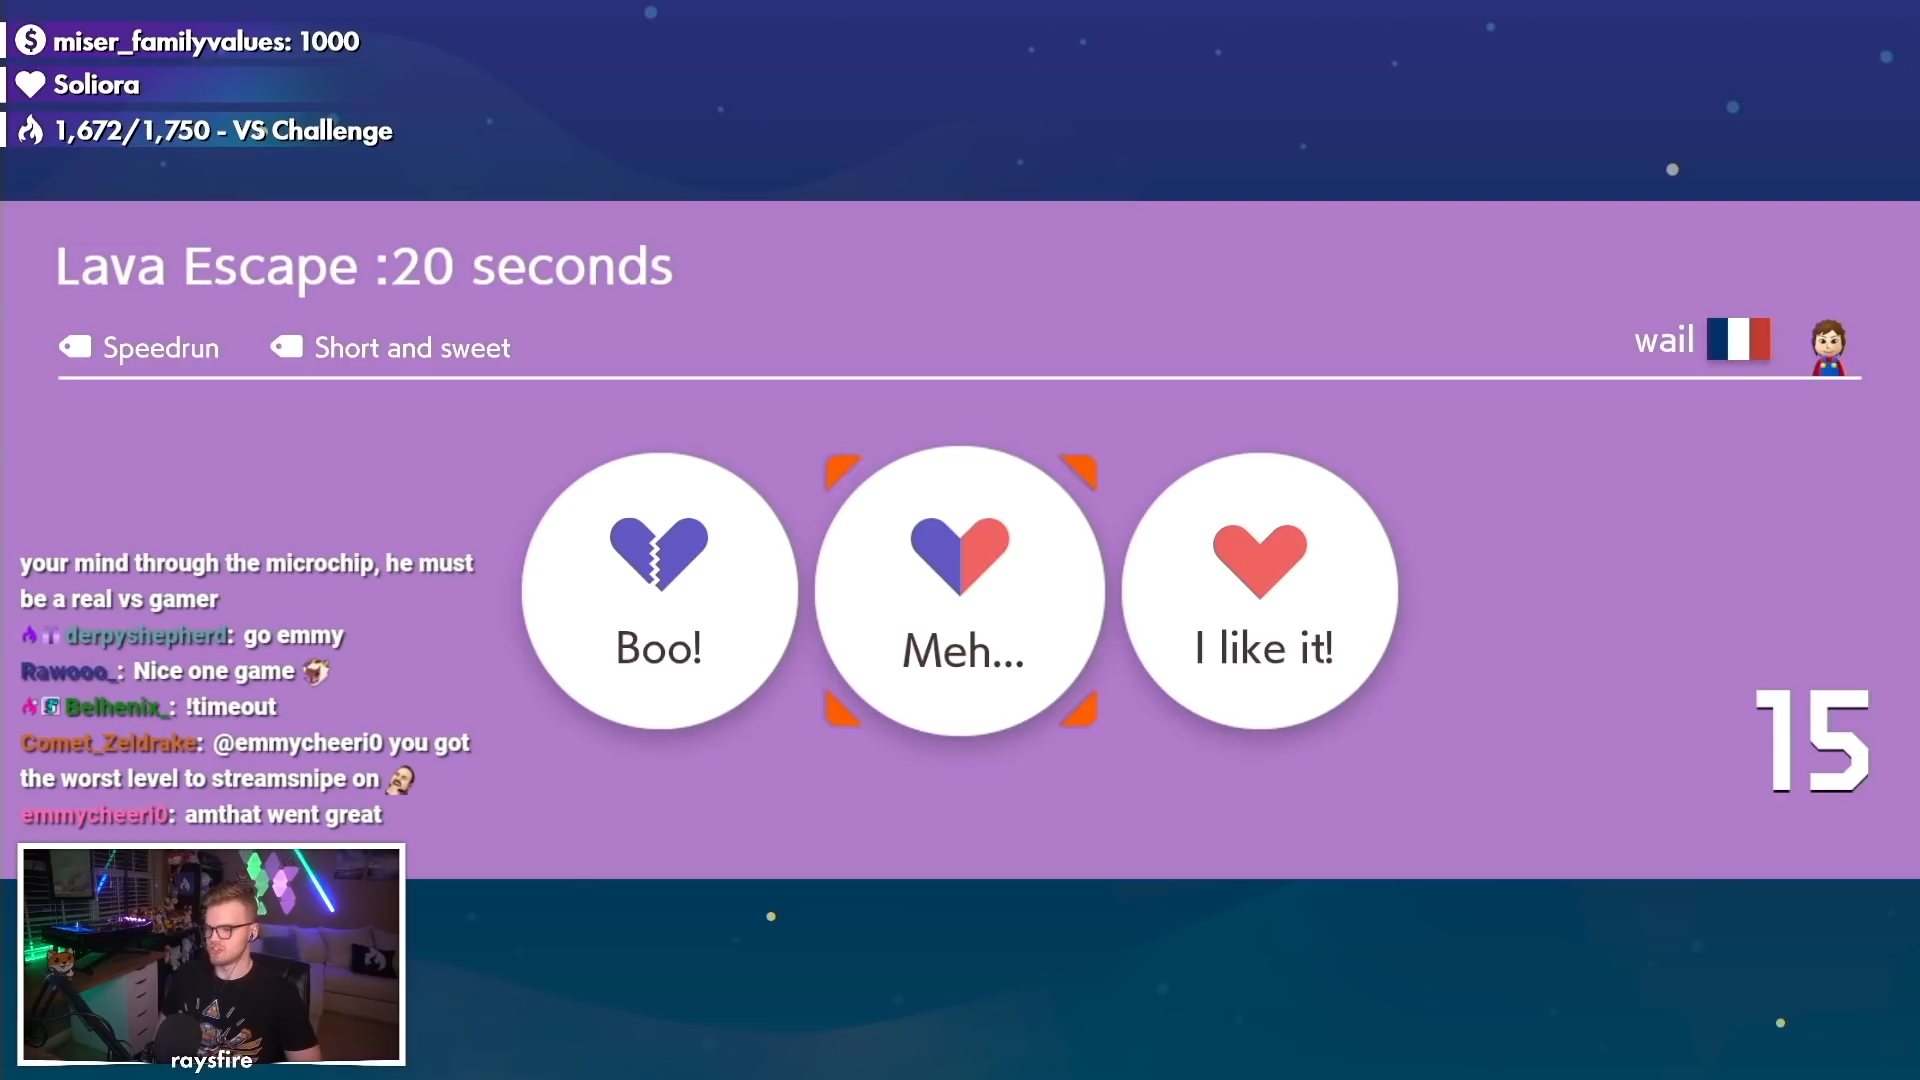 miser_familyvalues: 1000
Soliora
1,672/1,750 - VS Challenge
Lava Escape :20 seconds
Speedrun
Short and sweet
wail
Boo!
Meh...
I like it!
15
your mind through the microchip, he must
be a real vs gamer
derpyshepherd: go emmy
Rawooo_: Nice one game
Belhenix_: !timeout
Comet_Zeldrake: @emmycheeri0 you got
the worst level to streamsnipe on
emmycheeri0: amthat went great
raysfire